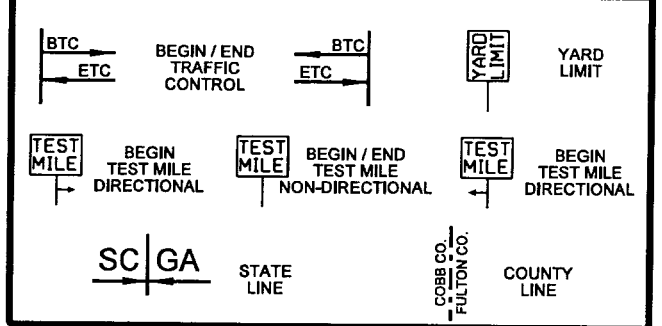 BTC
ETC
BEGIN / END
TRAFFIC
CONTROL
BTC
ETC
YARD
LIMIT
YARD
LIMIT
TEST
MILE
BEGIN
TEST MILE
DIRECTIONAL
TEST
MILE
BEGIN / END
TEST MILE
NON-DIRECTIONAL
TEST
MILE
BEGIN
TEST MILE
DIRECTIONAL
SC GA
STATE
LINE
COBB CO.
FULTON CO.
COUNTY
LINE